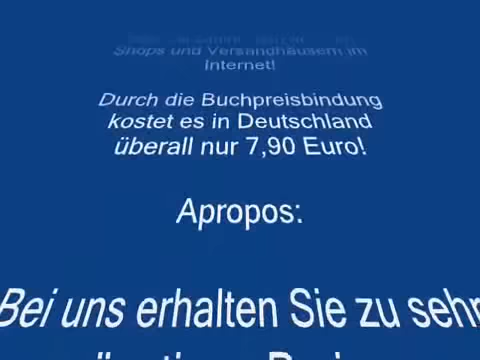 Shops und Versandhäusern im
Internet!
Durch die Buchpreisbindung
kostet es in Deutschland
überall nur 7,90 Euro!
Apropos:
Bei uns erhalten Sie zu sehr